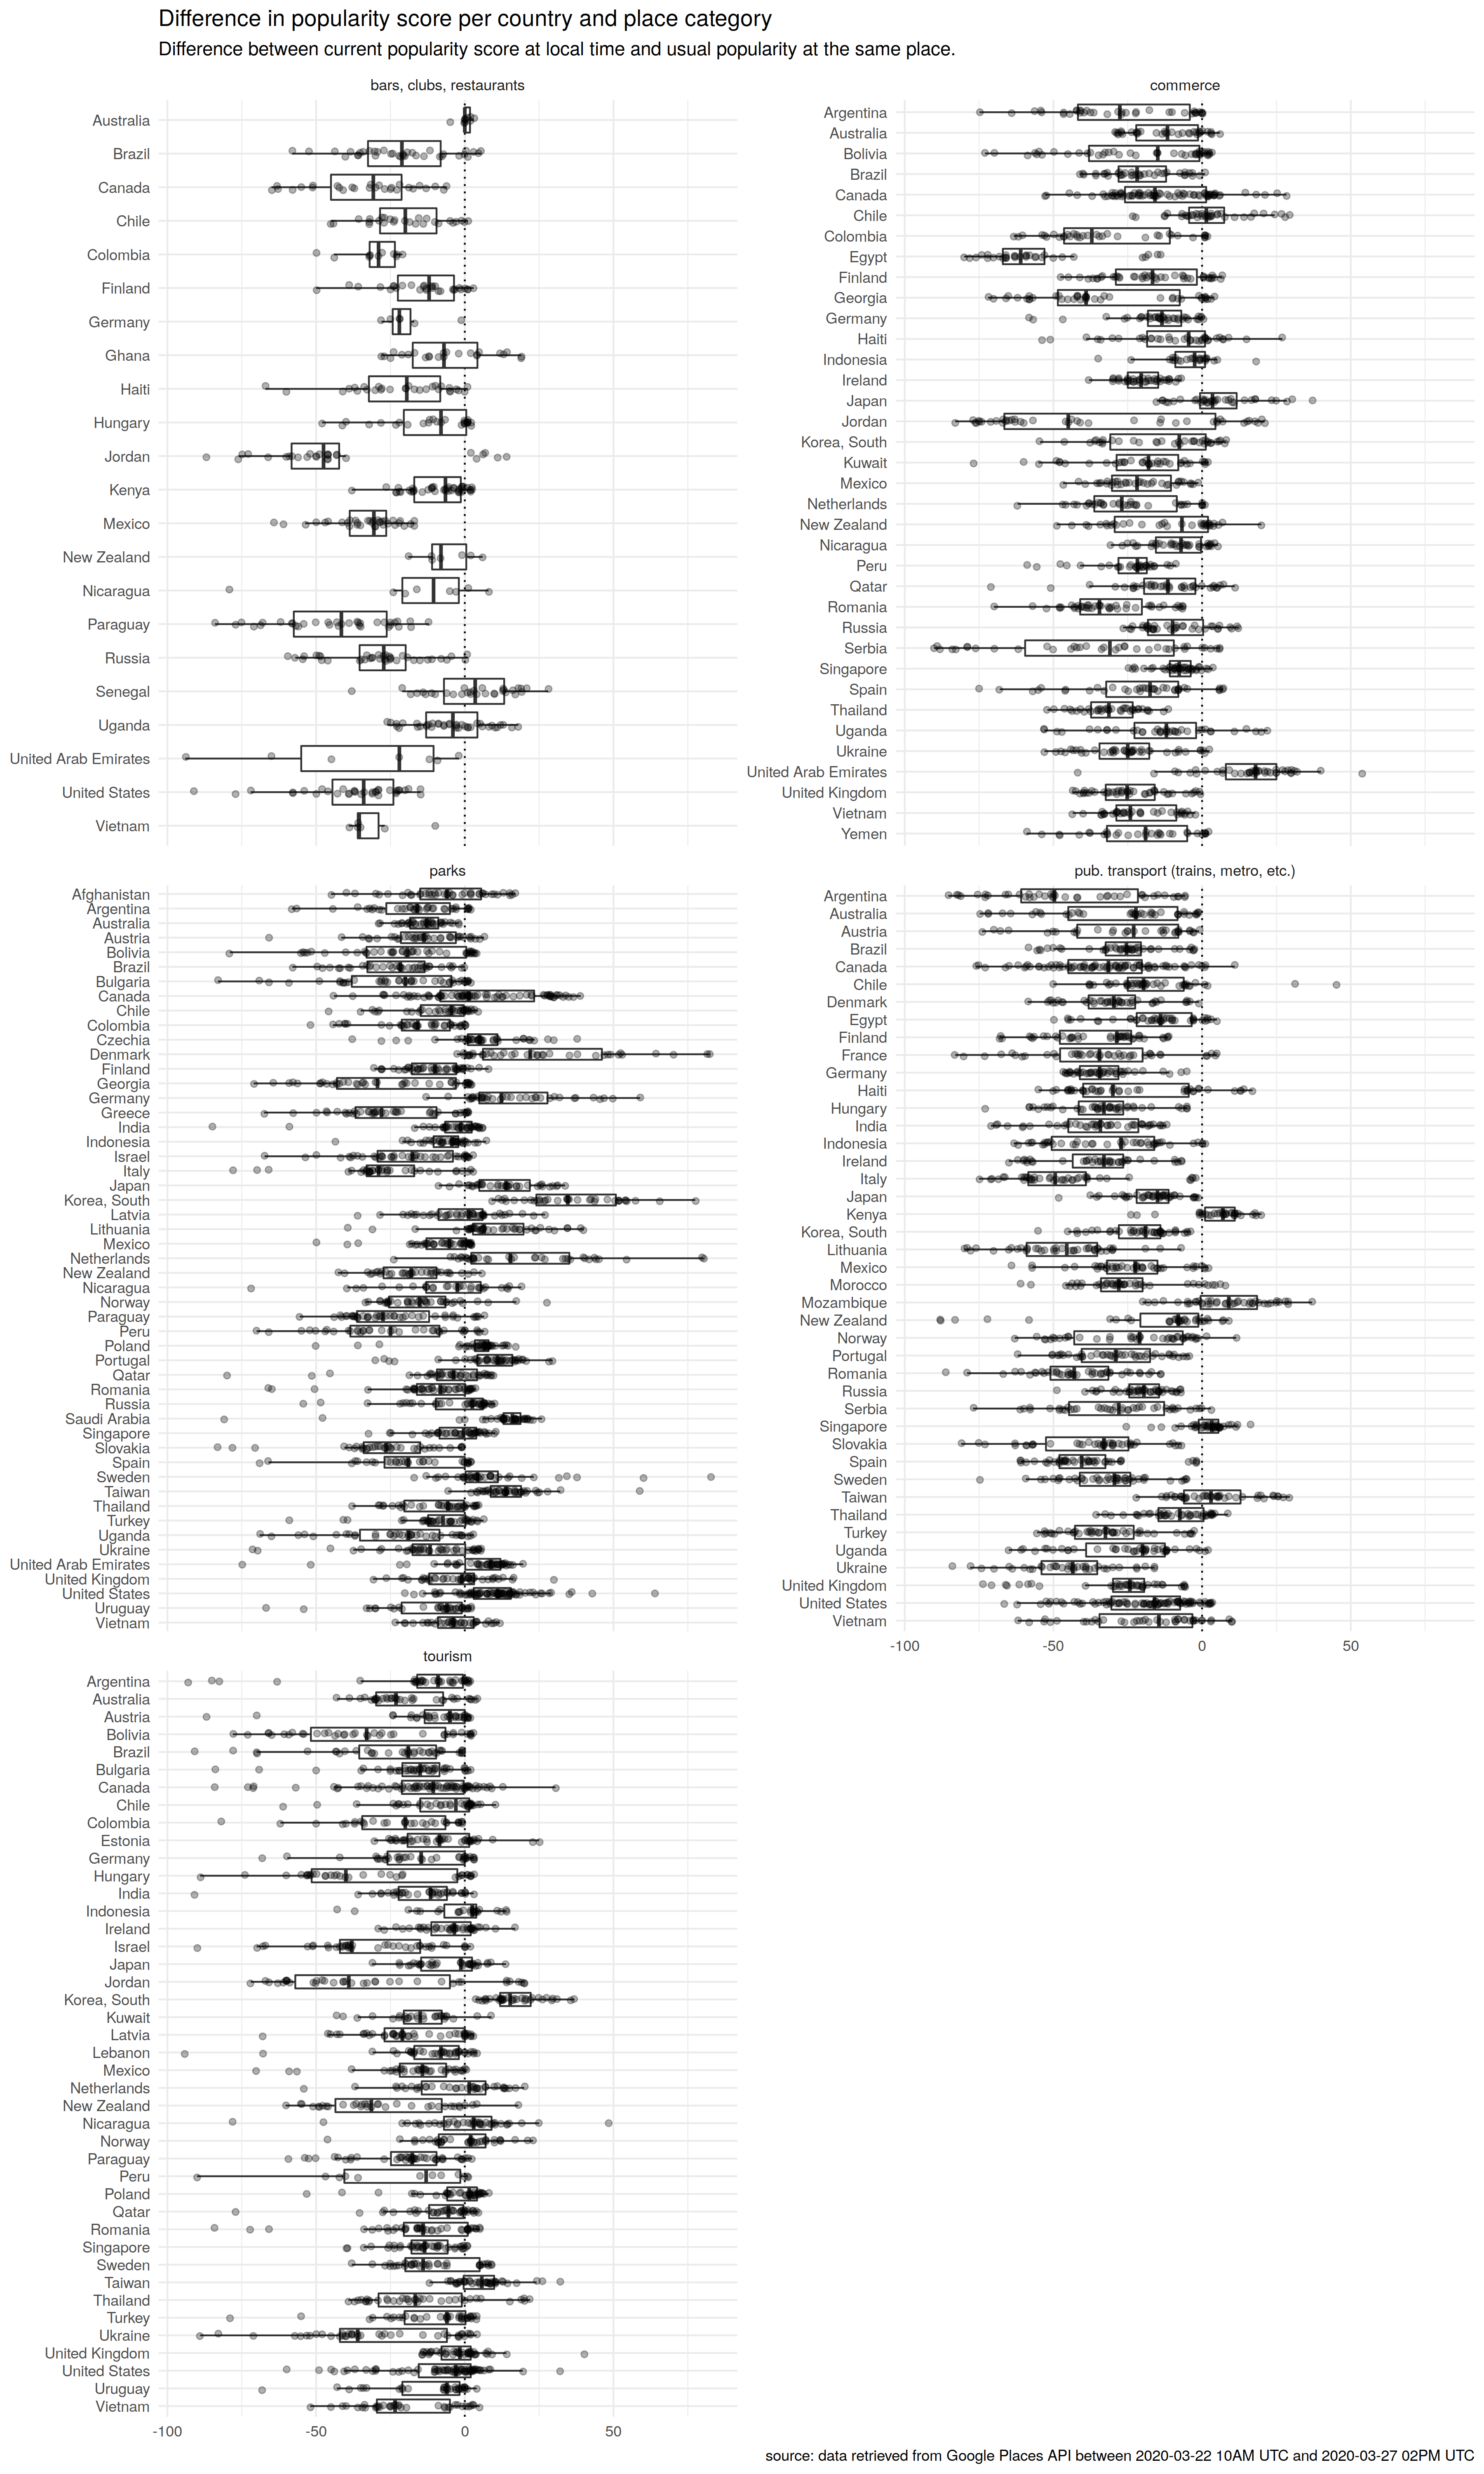 Difference in popularity score per country and place category
Difference between current popularity score at local time and usual popularity at the same place.
bars, clubs, restaurants
Australia
Brazil
Canada
Chile
Colombia
Finland
Germany
Ghana
Haiti
Hungary
Jordan
Kenya
Mexico
New Zealand
Nicaragua
Paraguay
Russia
Senegal
Uganda
United Arab Emirates
United States
Vietnam
commerce
Argentina
Australia
Bolivia
Brazil
Canada
Chile
Colombia
Egypt
Finland
Georgia
Germany
Haiti
Indonesia
Ireland
Japan
Jordan
Korea, South
Kuwait
Mexico
Netherlands
New Zealand
Nicaragua
Peru
Qatar
Romania
Russia
Serbia
Singapore
Spain
Thailand
Uganda
Ukraine
United Arab Emirates
United Kingdom
Vietnam
Yemen
parks
Afghanistan
Argentina
Australia
Austria
Bolivia
Brazil
Bulgaria
Canada
Chile
Colombia
Czechia
Denmark
Finland
Georgia
Germany
Greece
India
Indonesia
Israel
Italy
Japan
Korea, South
Latvia
Lithuania
Mexico
Netherlands
New Zealand
Nicaragua
Norway
Paraguay
Peru
Poland
Portugal
Qatar
Romania
Russia
Saudi Arabia
Singapore
Slovakia
Spain
Sweden
Taiwan
Thailand
Turkey
Uganda
Ukraine
United Arab Emirates
United Kingdom
United States
Uruguay
Vietnam
pub. transport (trains, metro, etc.)
Argentina
Australia
Austria
Brazil
Canada
Chile
Denmark
Egypt
Finland
France
Germany
Haiti
Hungary
India
Indonesia
Ireland
Italy
Japan
Kenya
Korea, South
Lithuania
Mexico
Morocco
Mozambique
New Zealand
Norway
Portugal
Romania
Russia
Serbia
Singapore
Slovakia
Spain
Sweden
Taiwan
Thailand
Turkey
Uganda
Ukraine
United Kingdom
United States
Vietnam
-100 -50 0 50
tourism
Argentina
Australia
Austria
Bolivia
Brazil
Bulgaria
Canada
Chile
Colombia
Estonia
Germany
Hungary
India
Indonesia
Ireland
Israel
Japan
Jordan
Korea, South
Kuwait
Latvia
Lebanon
Mexico
Netherlands
New Zealand
Nicaragua
Norway
Paraguay
Peru
Poland
Qatar
Romania
Singapore
Sweden
Taiwan
Thailand
Turkey
Ukraine
United Kingdom
United States
Uruguay
Vietnam
-100 -50 0 50
source: data retrieved from Google Places API between 2020-03-22 10AM UTC and 2020-03-27 02PM UTC